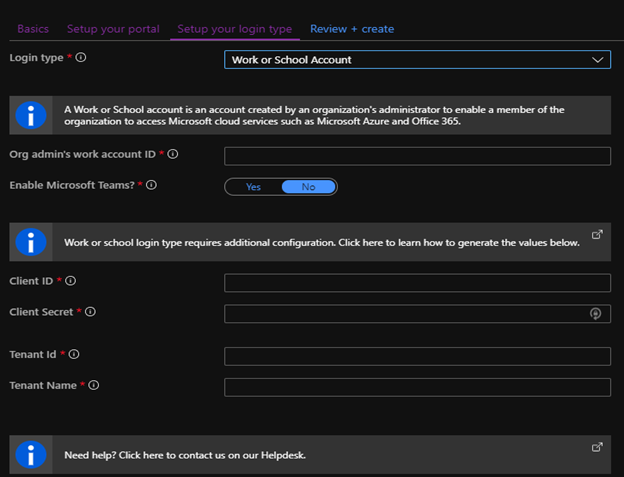 Basics Setup your portal Setup your login type Review + create
Login type *
Work or School Account
A Work or School account is an account created by an organization's administrator to enable a member of the
organization to access Microsoft cloud services such as Microsoft Azure and Office 365.
Org admin's work account ID *
Enable Microsoft Teams? *
Yes No
Work or school login type requires additional configuration. Click here to learn how to generate the values below.
Client ID *
Client Secret *
Tenant Id *
Tenant Name *
Need help? Click here to contact us on our Helpdesk.